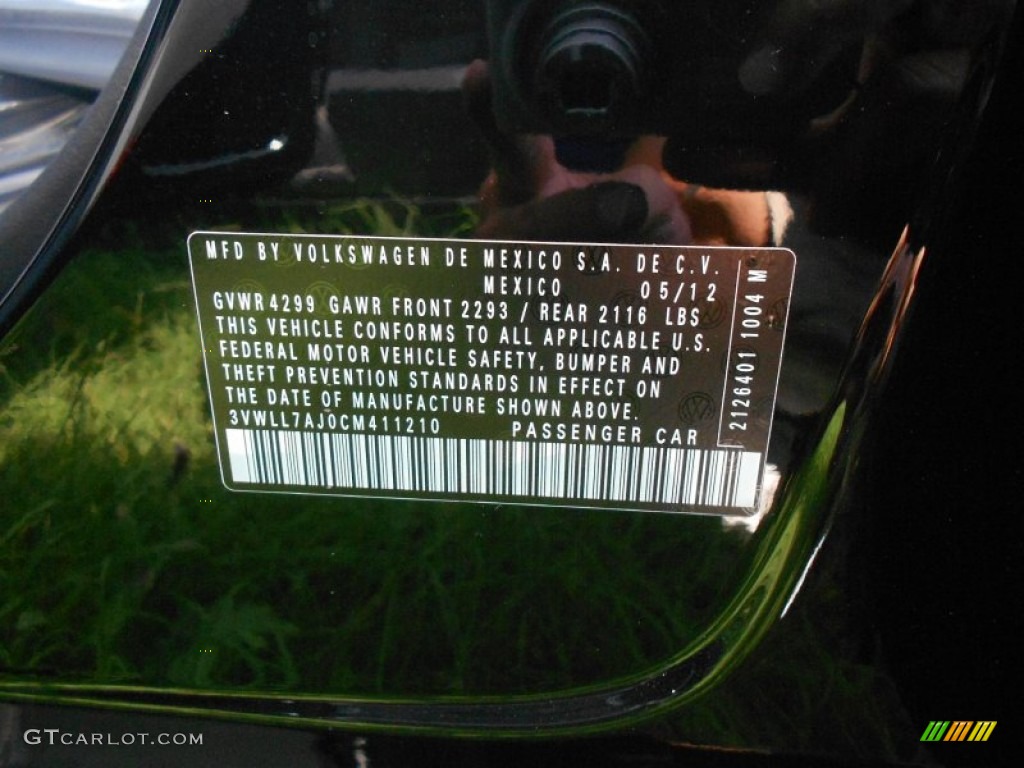 MFD BY VOLKSWAGEN DE MEXICO S.A. DE C.V.
MEXICO 05/12
GVWR 4299 GAWR FRONT 2293 / REAR 2116 LBS
THIS VEHICLE CONFORMS TO ALL APPLICABLE U.S.
FEDERAL MOTOR VEHICLE SAFETY, BUMPER AND
THEFT PREVENTION STANDARDS IN EFFECT ON
THE DATE OF MANUFACTURE SHOWN ABOVE.
3VWLL7AJ0CM411210 PASSENGER CAR
2126401 1004 M
GTCARLOT.COM